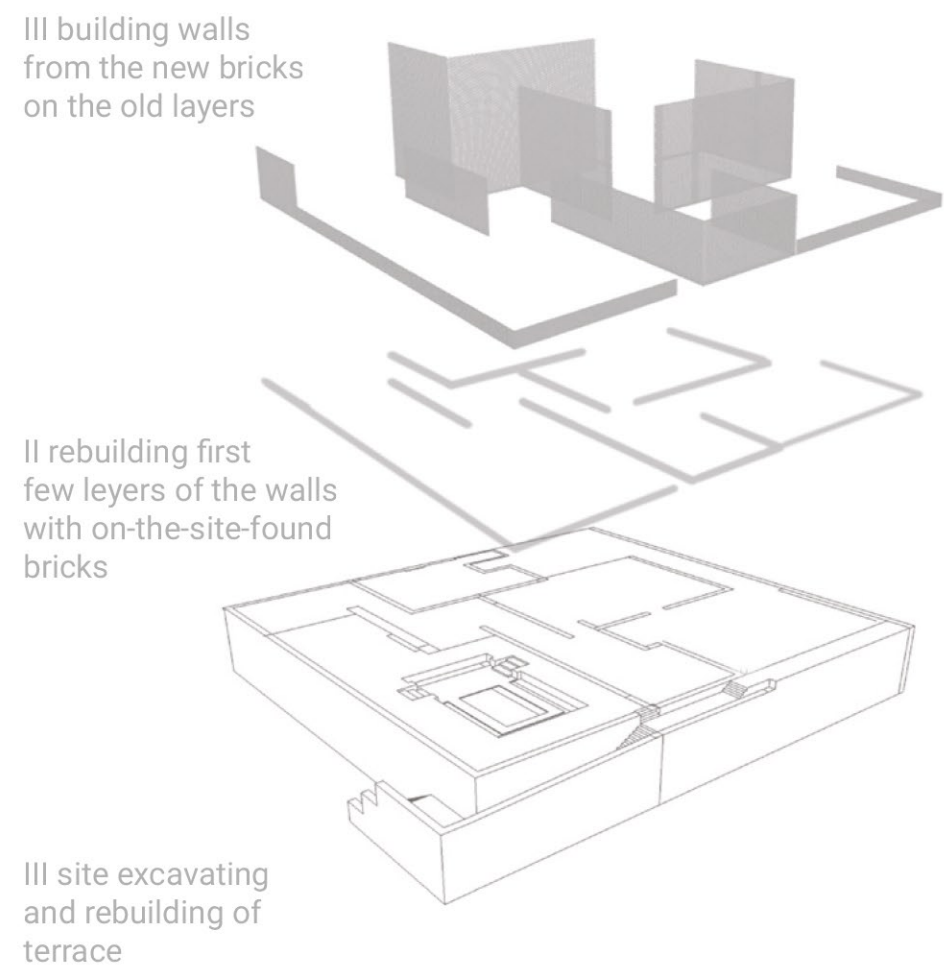 III building walls
from the new bricks
on the old layers
II rebuilding first
few leyers of the walls
with on-the-site-found
bricks
III site excavating
and rebuilding of
terrace